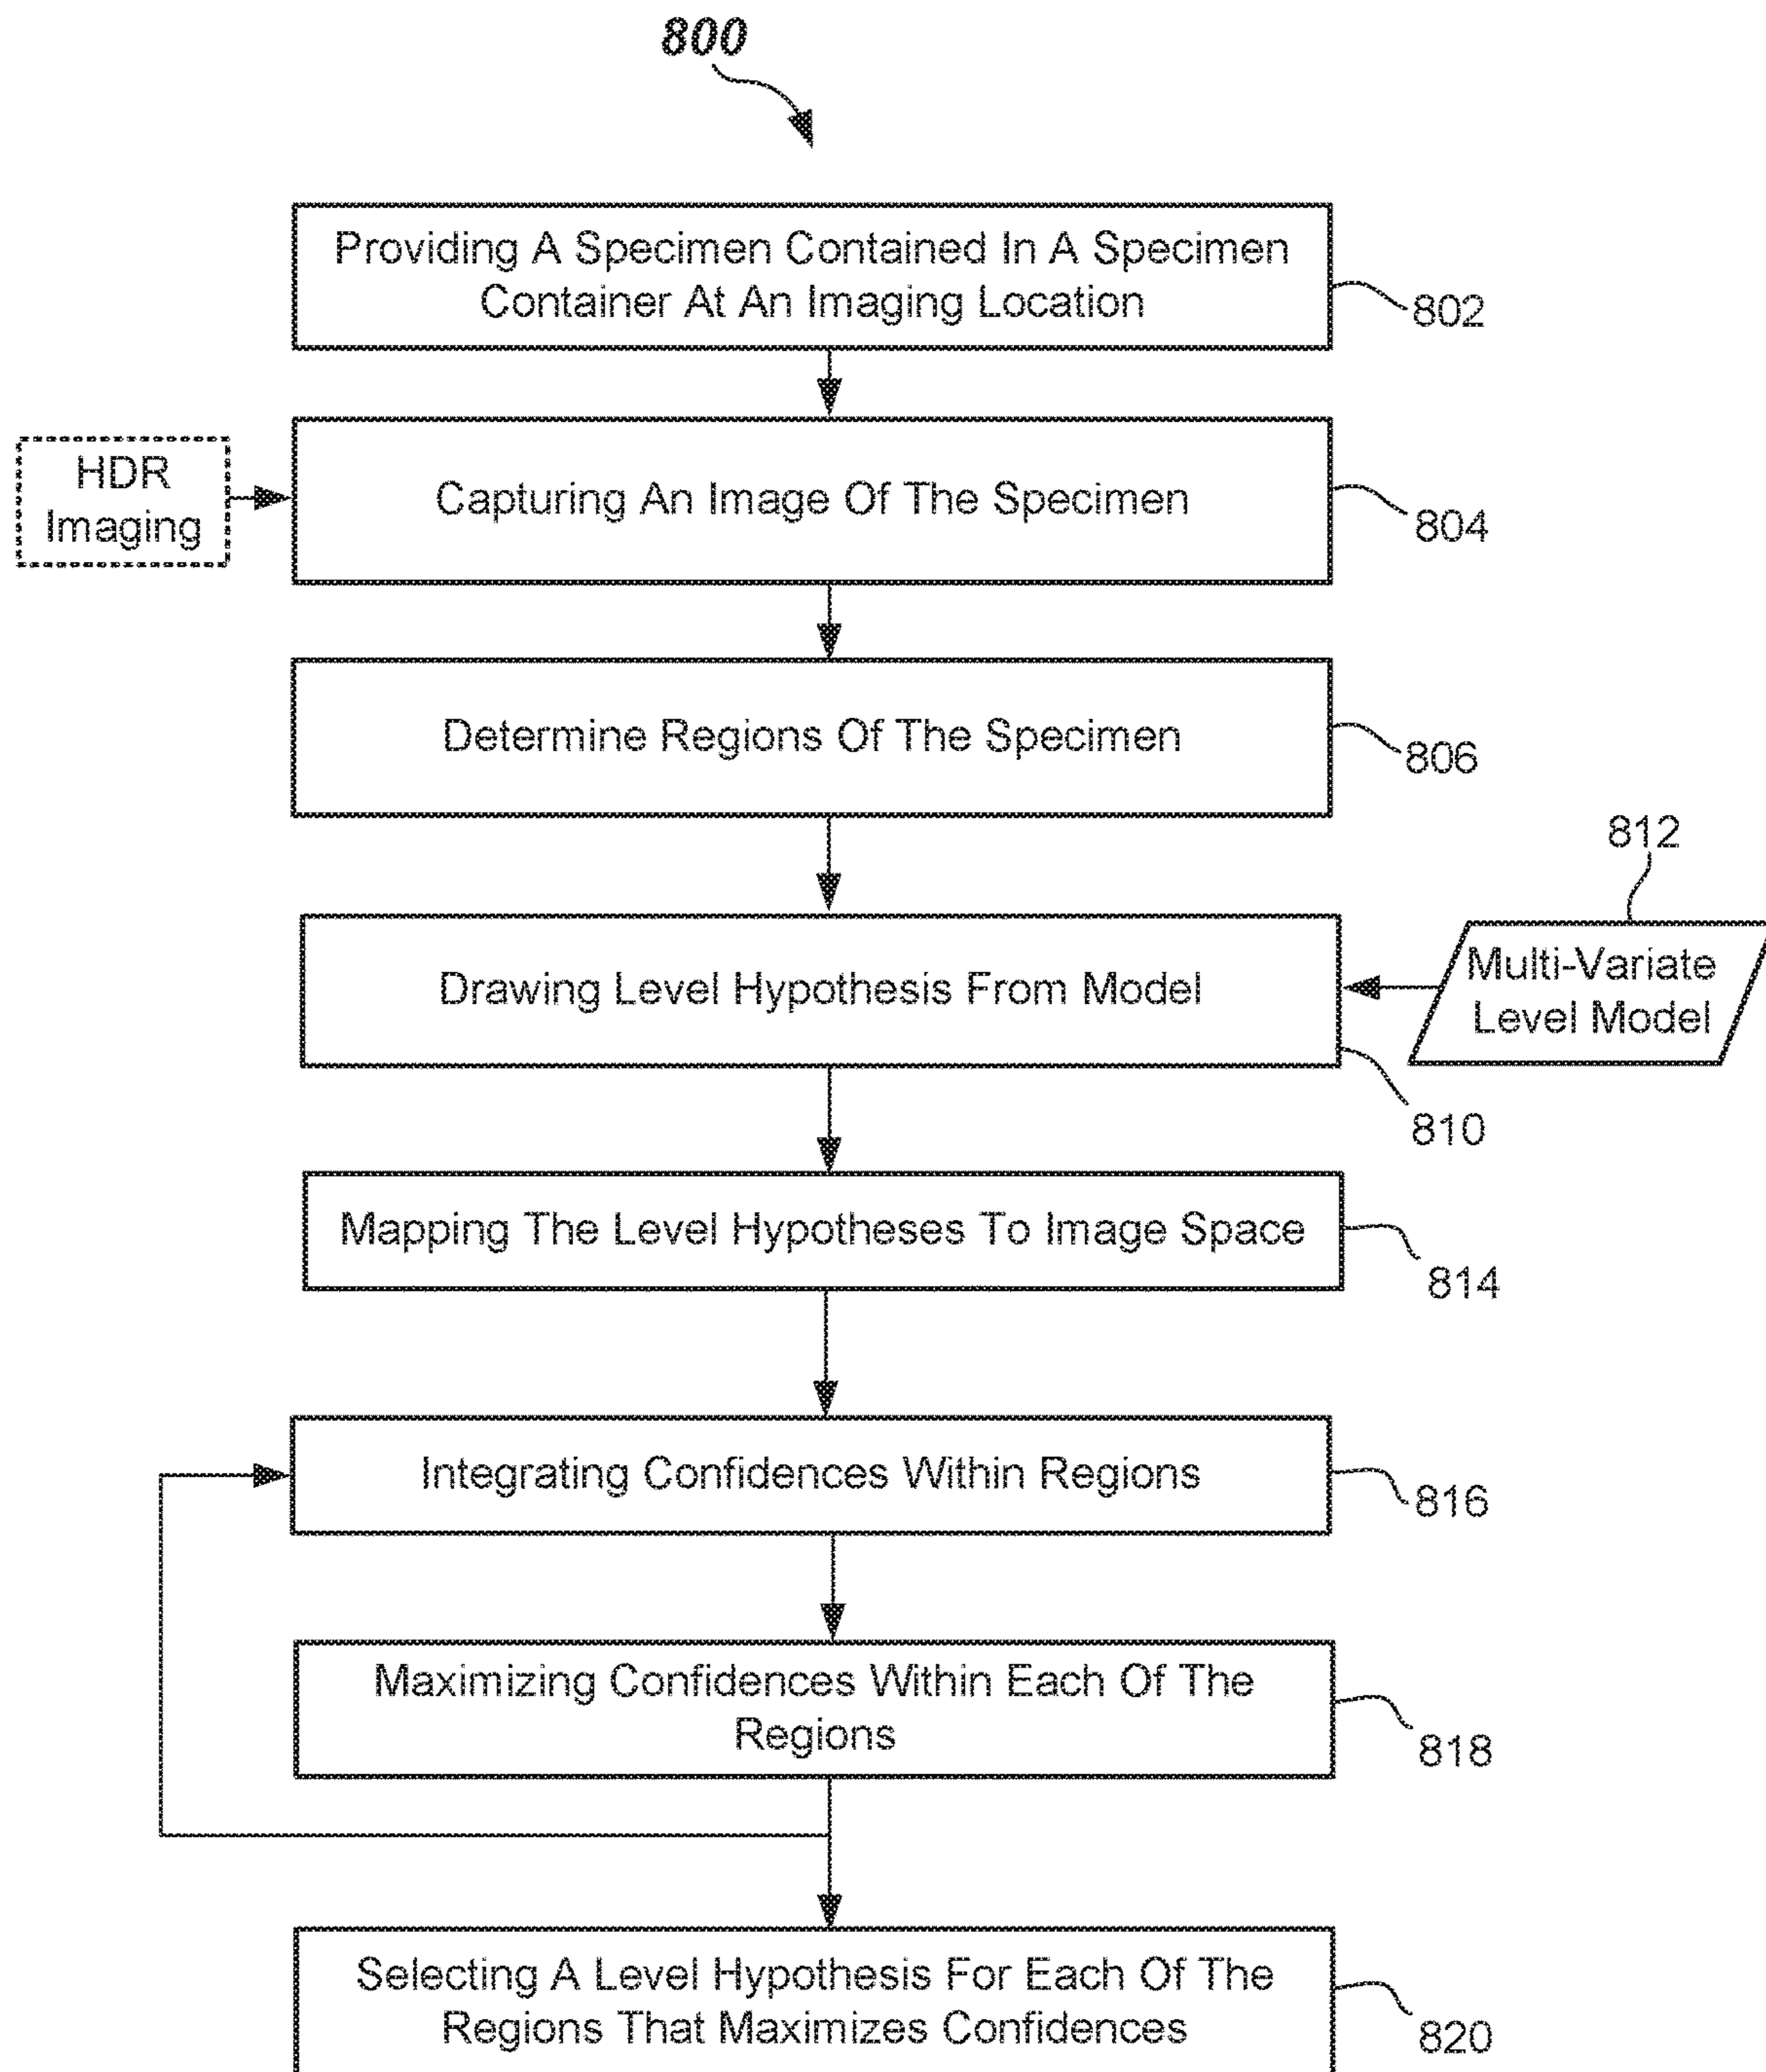 800
Providing A Specimen Contained In A Specimen
Container At An Imaging Location
802
HDR
Imaging
Capturing An Image Of The Specimen
804
Determine Regions Of The Specimen
806
812
Multi-Variate
Level Model
Drawing Level Hypothesis From Model
810
Mapping The Level Hypotheses To Image Space
814
Integrating Confidences Within Regions
816
Maximizing Confidences Within Each Of The
Regions
818
Selecting A Level Hypothesis For Each Of The
Regions That Maximizes Confidences
820